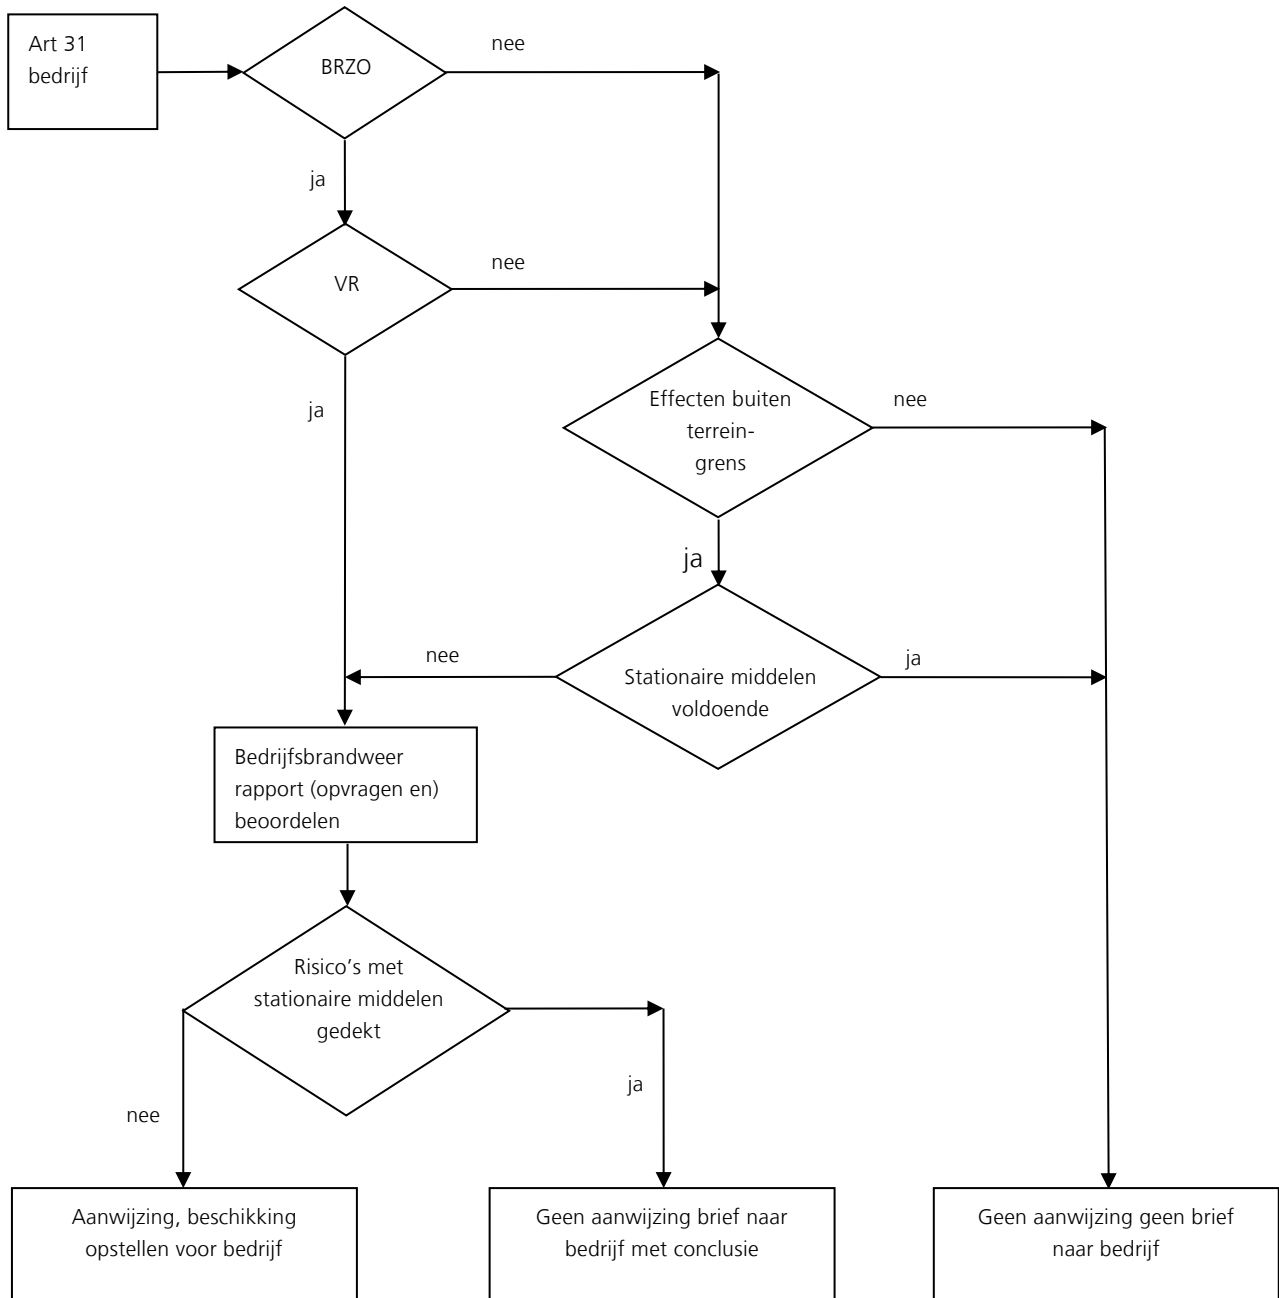 Art 31
bedrijf
BRZO
nee
ja
VR
nee
ja
Effecten buiten
terrein-
grens
nee
ja
Stationaire middelen
voldoende
nee
ja
Bedrijfsbrandweer
rapport (opvragen en)
beoordelen
Risico's met
stationaire middelen
gedekt
nee
ja
Aanwijzing, beschikking
opstellen voor bedrijf
Geen aanwijzing brief naar
bedrijf met conclusie
Geen aanwijzing geen brief
naar bedrijf